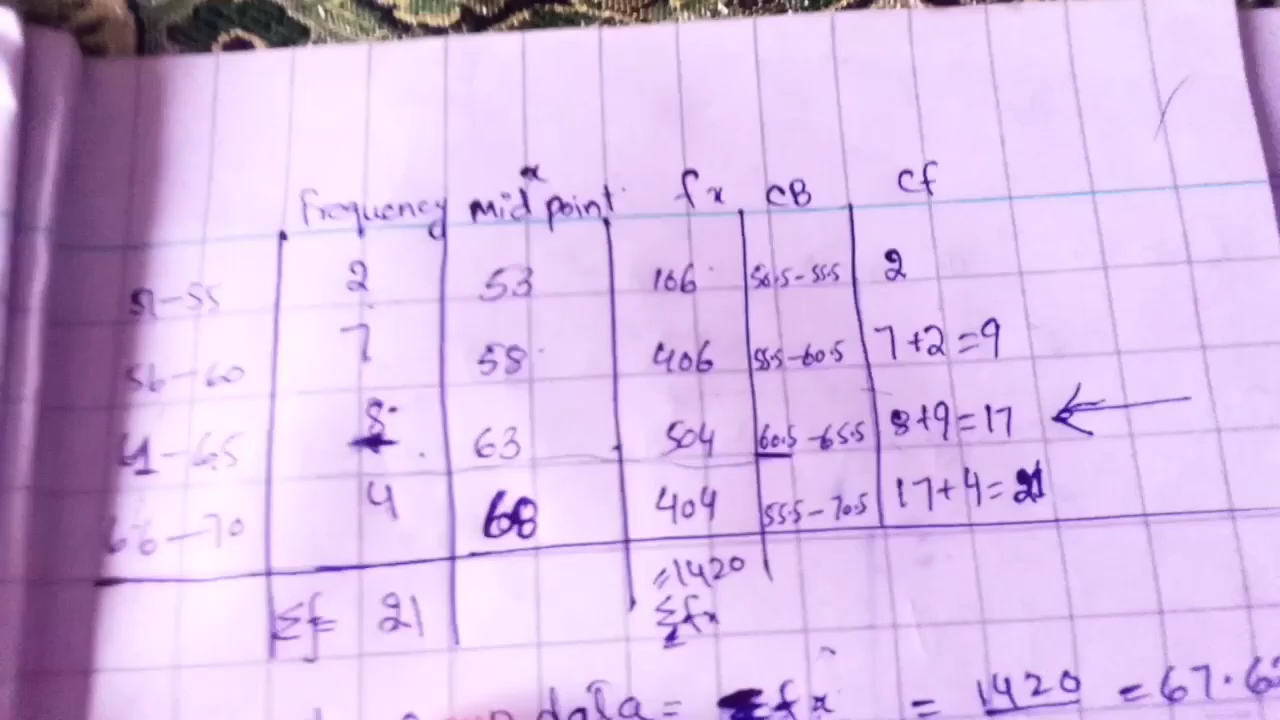 frequency mid x point fx CB Cf
51-55 2 53 106 50.5-55.5 2
56-60 7 58 406 55.5-60.5 7+2=9
61-65 8 63 504 60.5-65.5 8+9=17 ←
66-70 4 68 404 55.5-70.5 17+4=21
Σf= 21 =1420
Σfx
data= Σfx = 1420 =67.62